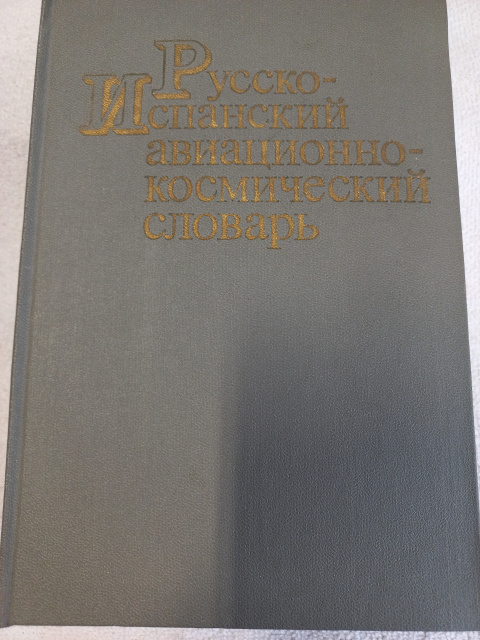 Русско-
Испанский
авиационно-
космический
словарь